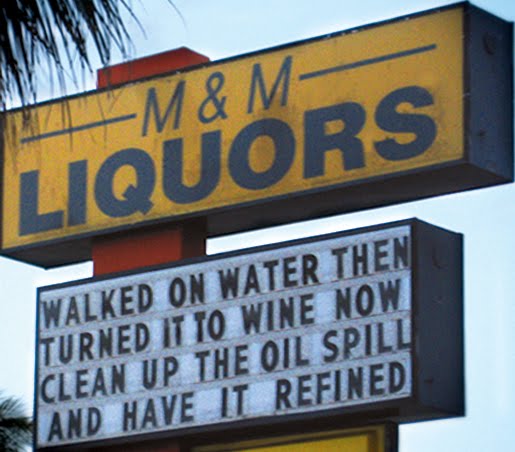 M & M
LIQUORS
WALKED ON WATER THEN
TURNED IT TO WINE NOW
CLEAN UP THE OIL SPILL
AND HAVE IT REFINED